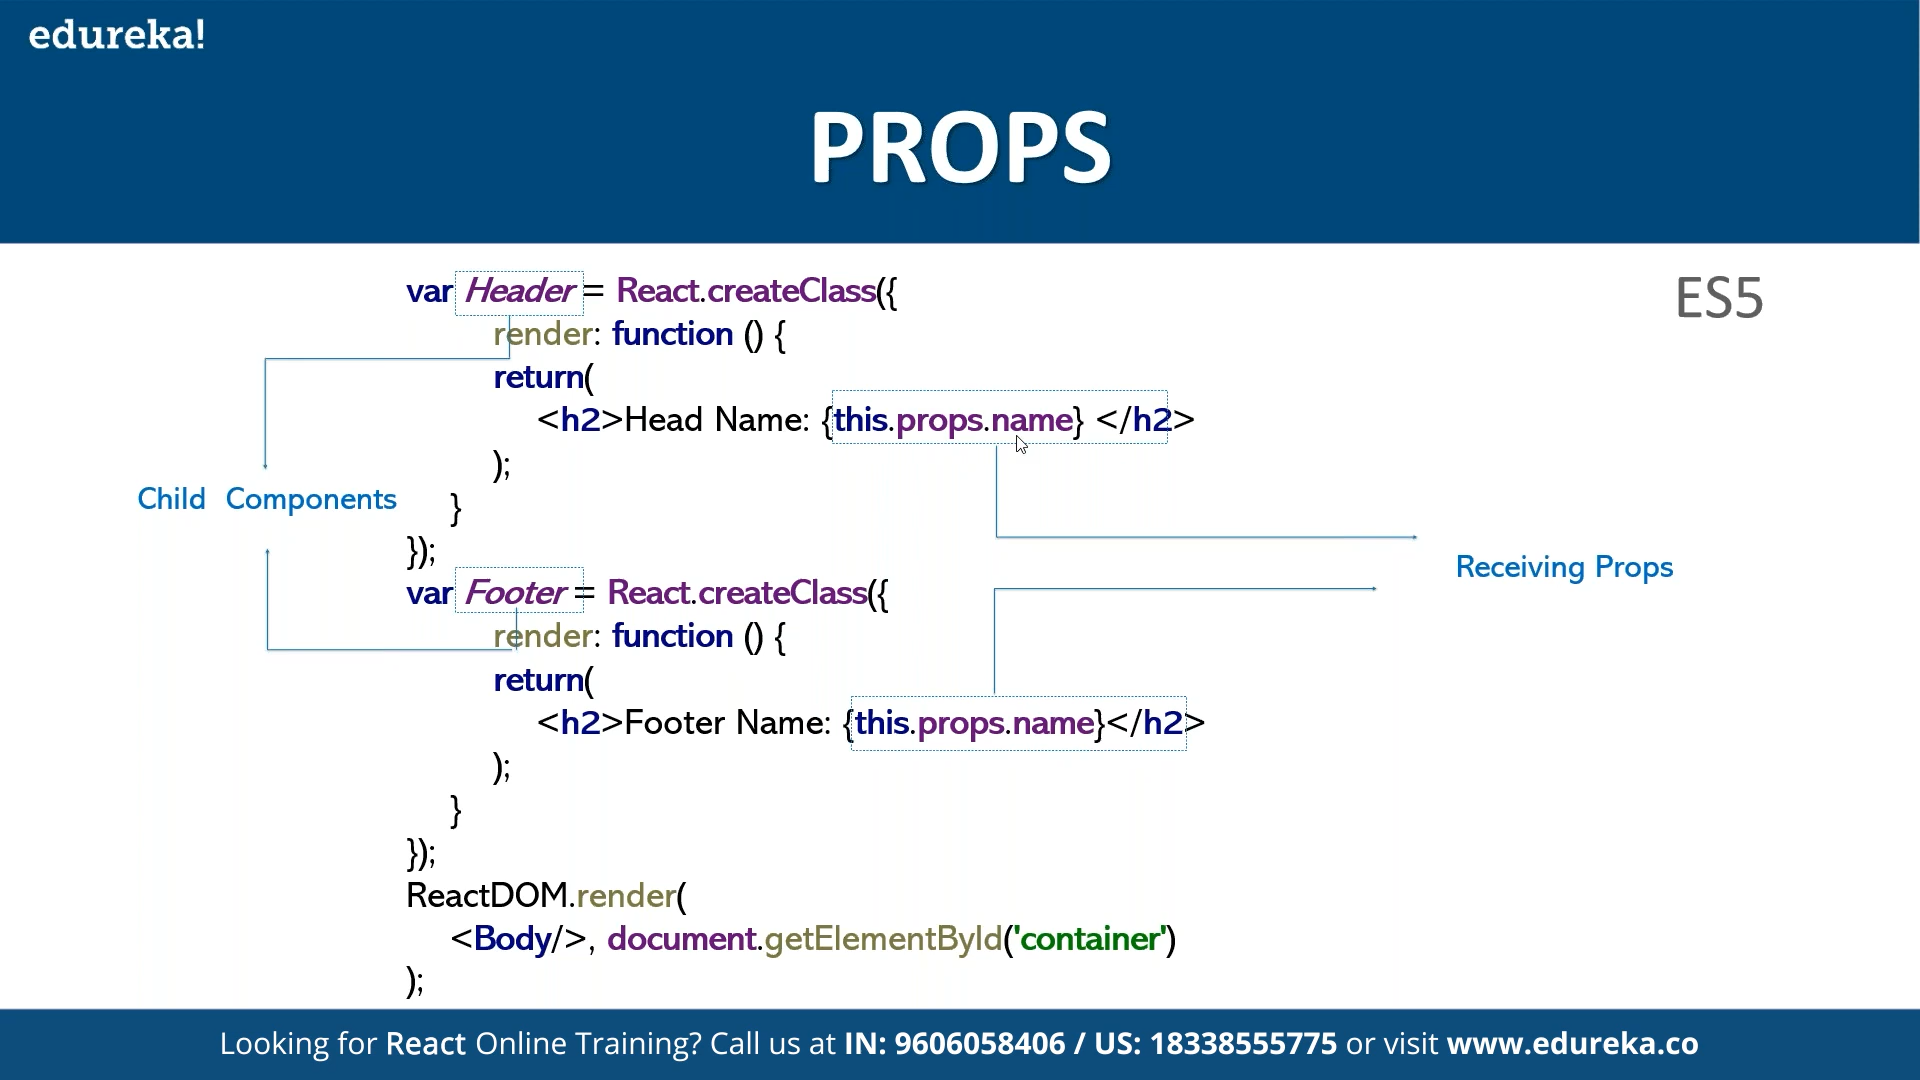 edureka!
PROPS
ES5
var Header = React.createClass({
render: function () {
return(
<h2>Head Name: {this.props.name} </h2>
);
}
});
Child Components
Receiving Props
var Footer = React.createClass({
render: function () {
return(
<h2>Footer Name: {this.props.name}</h2>
);
}
});
ReactDOM.render(
<Body/>, document.getElementById('container')
);
Looking for React Online Training? Call us at IN: 9606058406 / US: 18338555775 or visit www.edureka.co